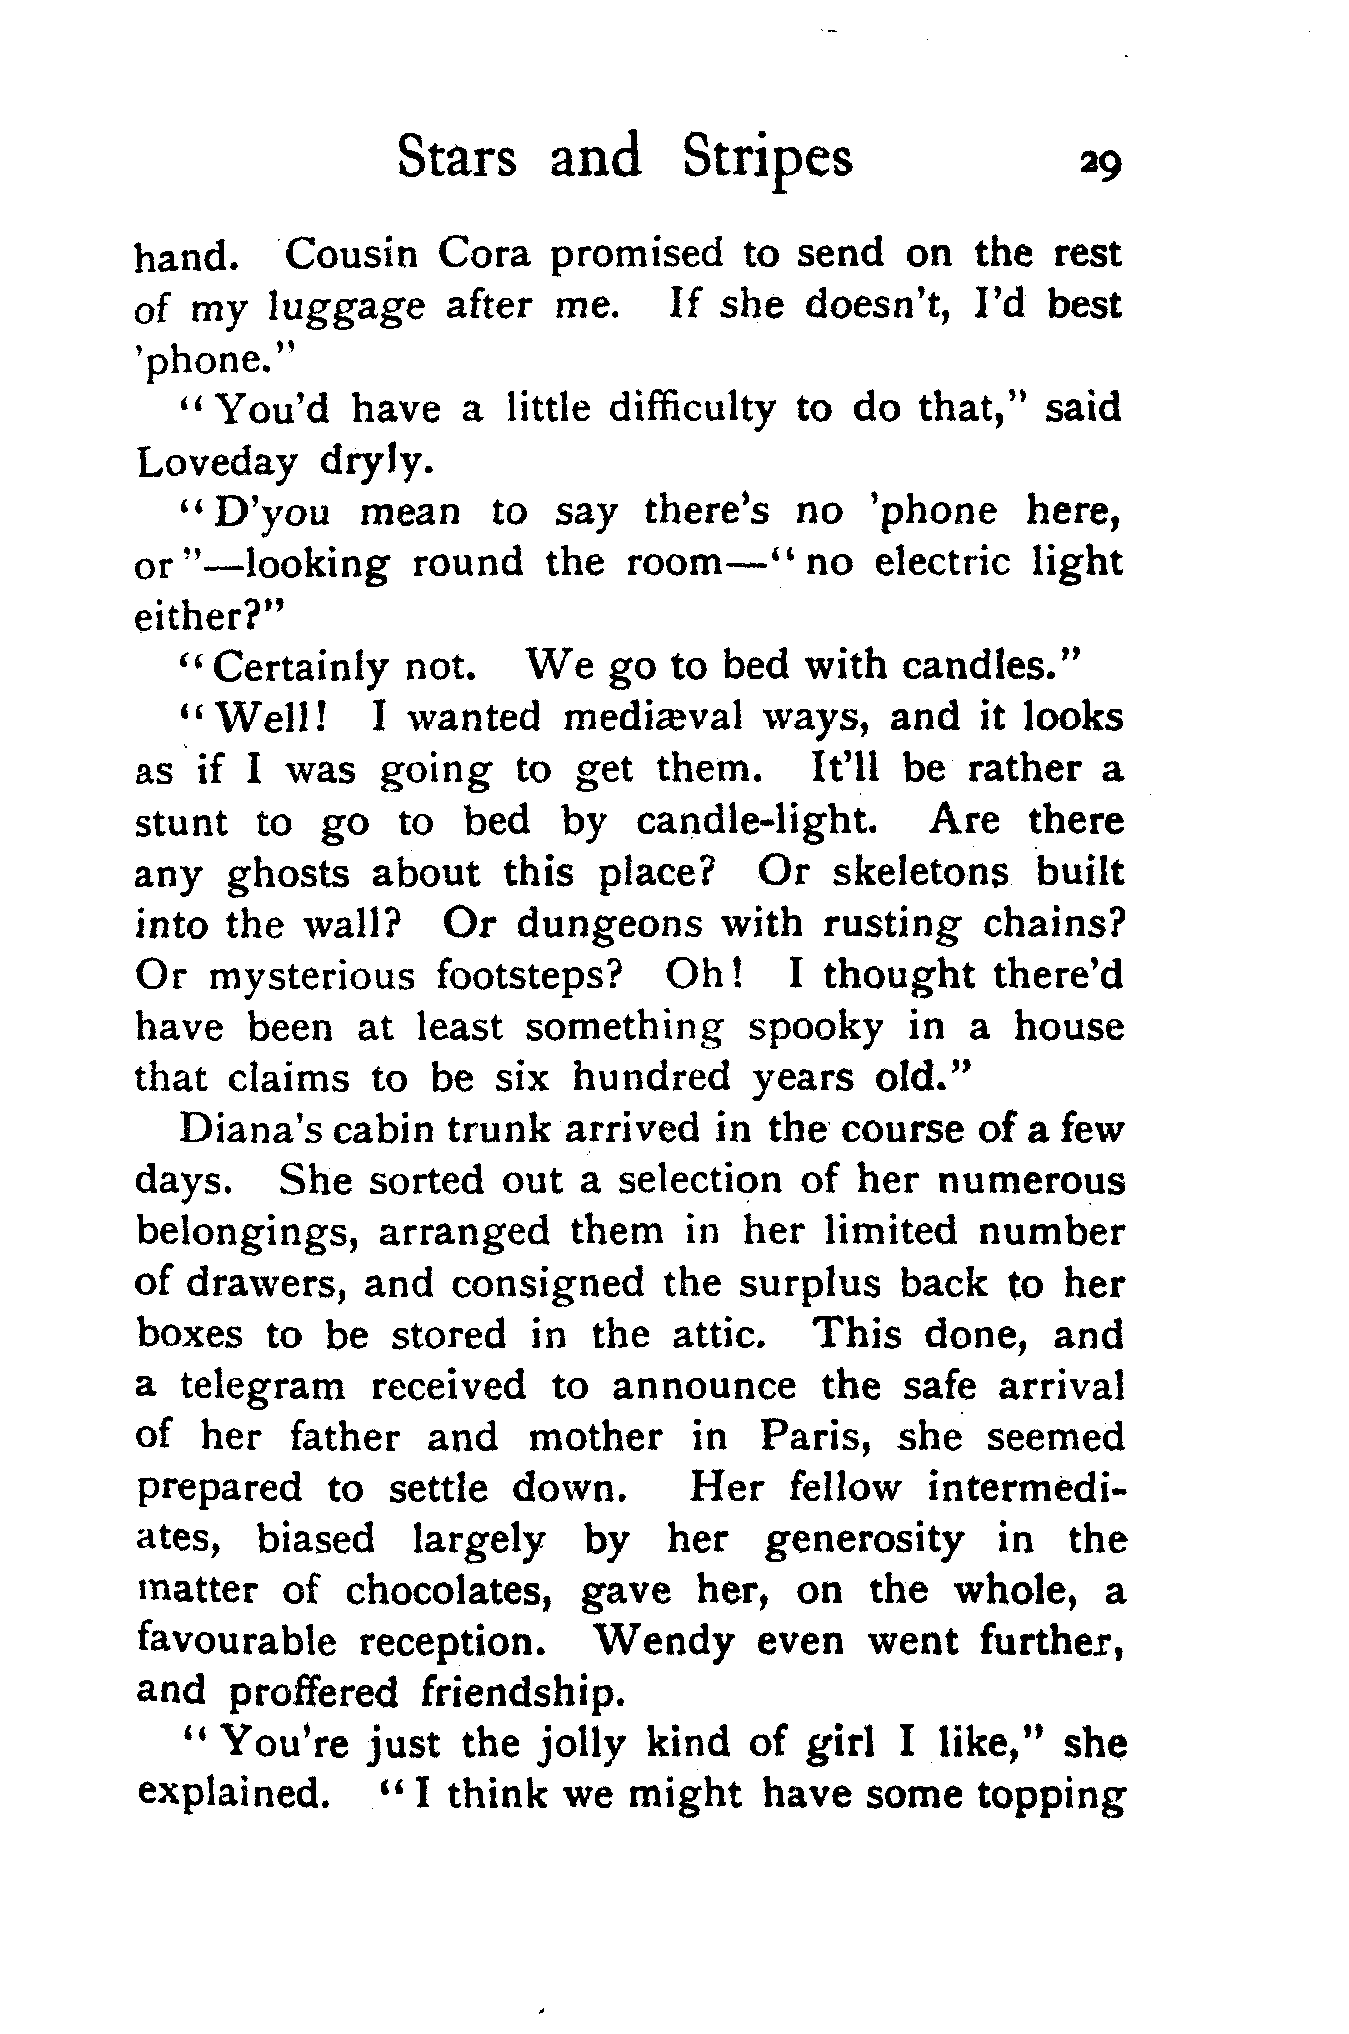 Stars and Stripes 29
hand. Cousin Cora promised to send on the rest
of my luggage after me. If she doesn't, I'd best
'phone."
"You'd have a little difficulty to do that," said
Loveday dryly.
"D'you mean to say there's no 'phone here,
or"—looking round the room—"no electric light
either?"
"Certainly not. We go to bed with candles."
"Well! I wanted mediæval ways, and it looks
as if I was going to get them. It'll be rather a
stunt to go to bed by candle-light. Are there
any ghosts about this place? Or skeletons built
into the wall? Or dungeons with rusting chains?
Or mysterious footsteps? Oh! I thought there'd
have been at least something spooky in a house
that claims to be six hundred years old."
Diana's cabin trunk arrived in the course of a few
days. She sorted out a selection of her numerous
belongings, arranged them in her limited number
of drawers, and consigned the surplus back to her
boxes to be stored in the attic. This done, and
a telegram received to announce the safe arrival
of her father and mother in Paris, she seemed
prepared to settle down. Her fellow intermedi-
ates, biased largely by her generosity in the
matter of chocolates, gave her, on the whole, a
favourable reception. Wendy even went further,
and proffered friendship.
"You're just the jolly kind of girl I like," she
explained. "I think we might have some topping